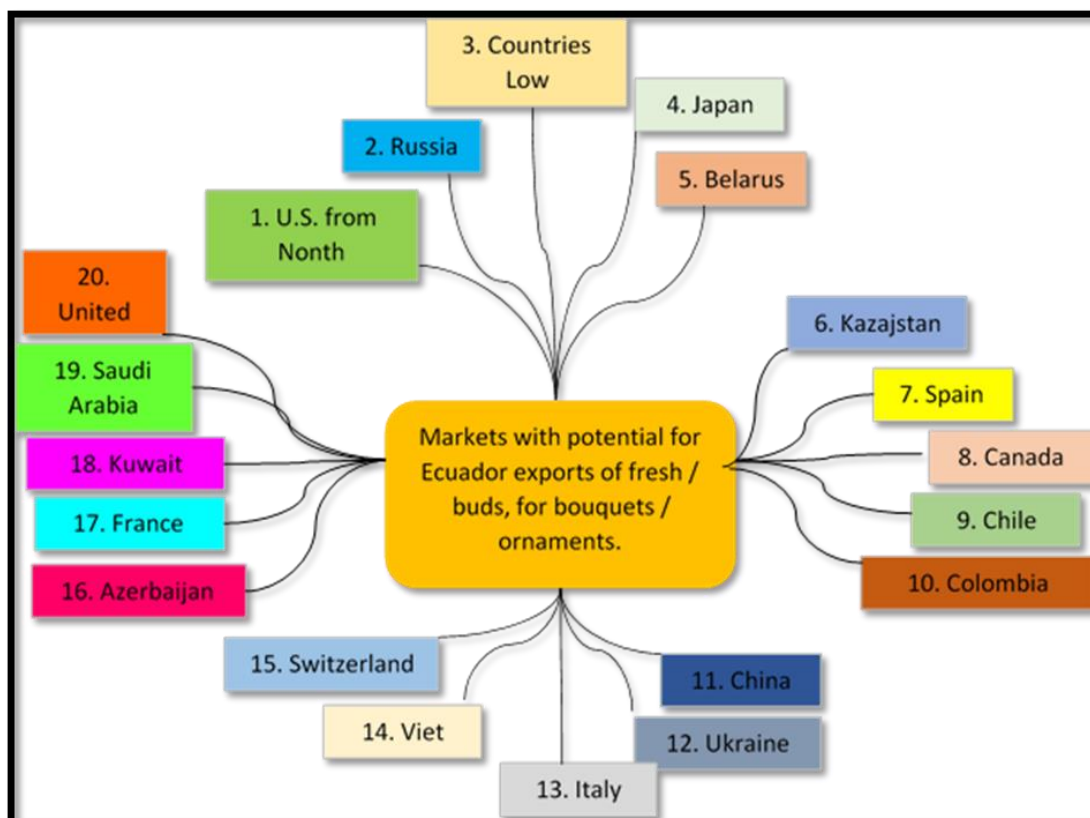 3. Countries
Low
4. Japan
2. Russia
5. Belarus
1. U.S. from
Nonth
20.
United
6. Kazajstan
19. Saudi
Arabia
7. Spain
Markets with potential for
Ecuador exports of fresh /
buds, for bouquets /
ornaments.
18. Kuwait
8. Canada
17. France
9. Chile
16. Azerbaijan
10. Colombia
15. Switzerland
11. China
14. Viet
12. Ukraine
13. Italy